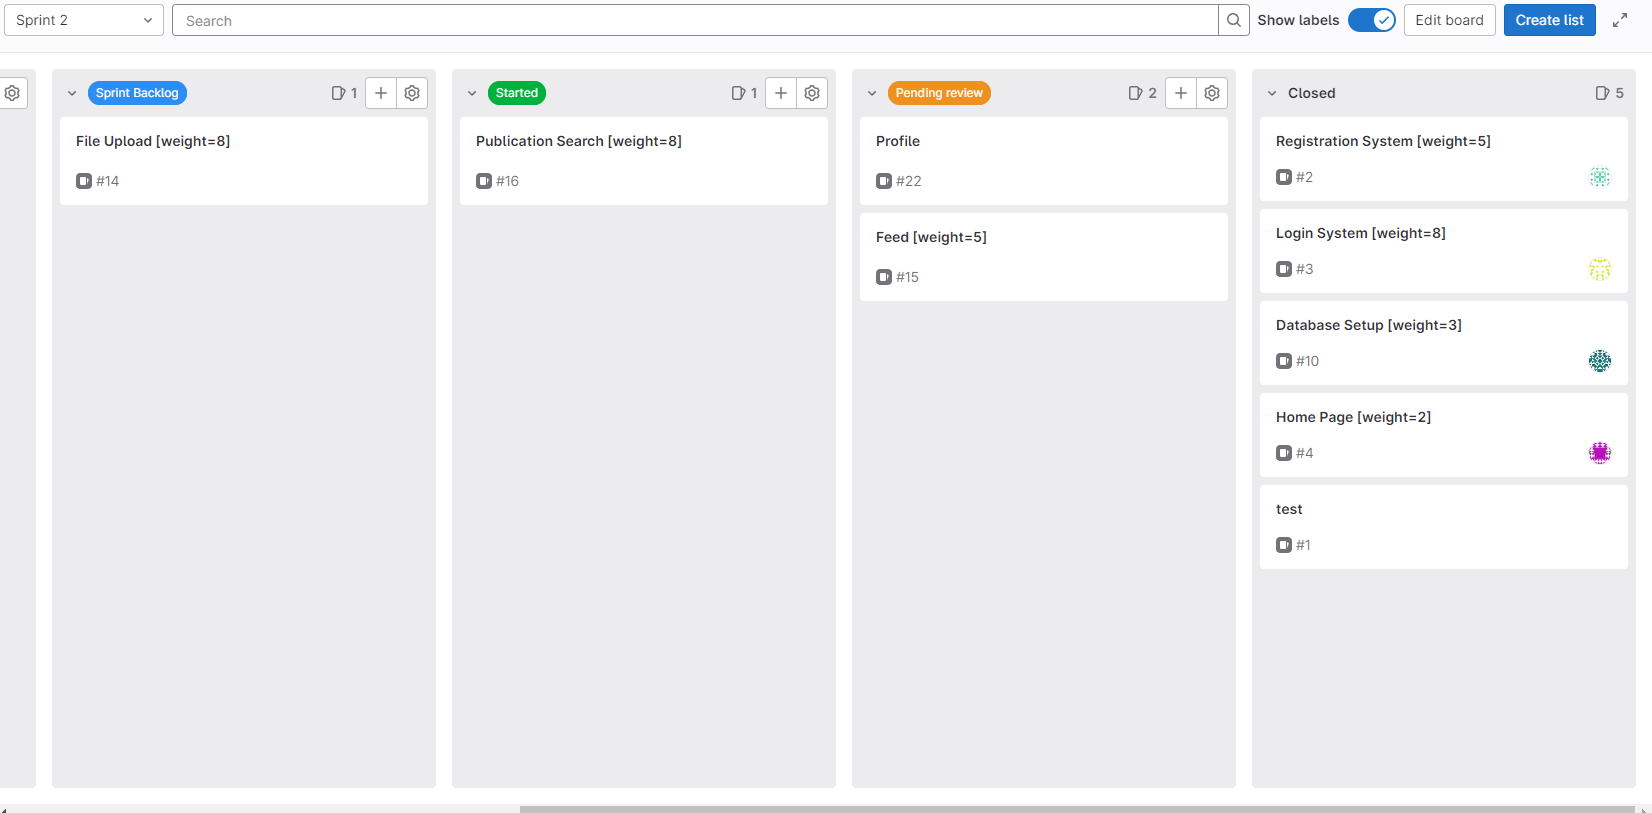 Sprint 2
Search
Show labels
Edit board
Create list
Sprint Backlog
1
File Upload [weight=8]
#14
Started
1
Publication Search [weight=8]
#16
Pending review
2
Profile
#22
Feed [weight=5]
#15
Closed
5
Registration System [weight=5]
#2
Login System [weight=8]
#3
Database Setup [weight=3]
#10
Home Page [weight=2]
#4
test
#1